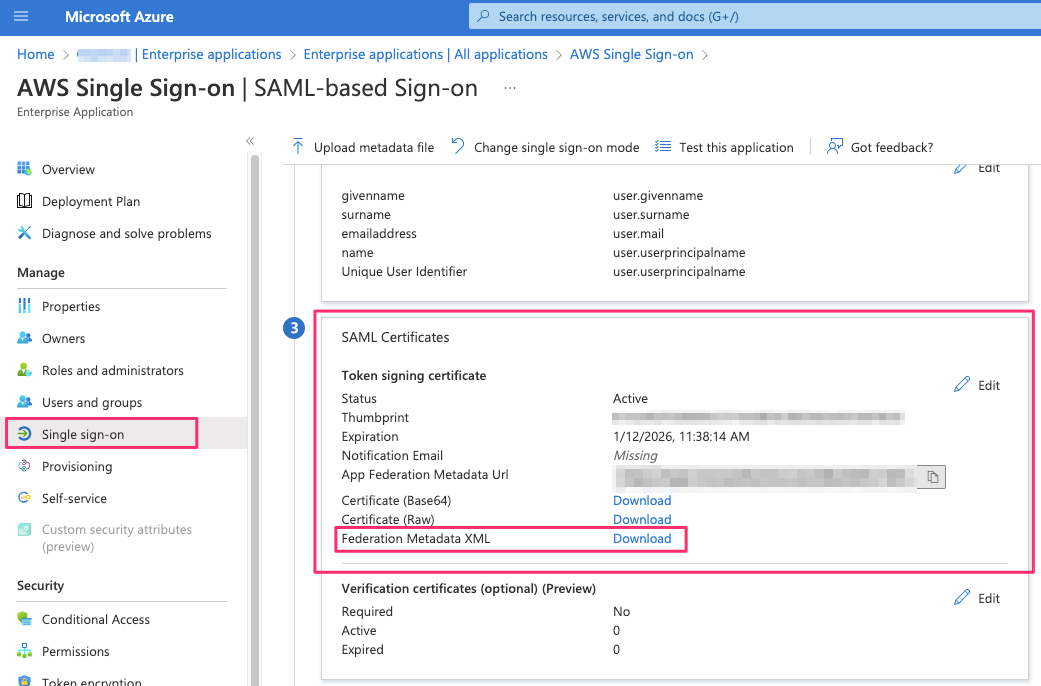 Microsoft Azure
Search resources, services, and docs (G+/)
Home > | Enterprise applications > Enterprise applications | All applications > AWS Single Sign-on >
AWS Single Sign-on | SAML-based Sign-on ...
Enterprise Application
Overview
Deployment Plan
Diagnose and solve problems
Manage
Properties
Owners
Roles and administrators
Users and groups
Single sign-on
Provisioning
Self-service
Custom security attributes
(preview)
Security
Conditional Access
Permissions
Token encryption
Upload metadata file Change single sign-on mode Test this application Got feedback?
Edit
givenname user.givenname
surname user.surname
emailaddress user.mail
name user.userprincipalname
Unique User Identifier user.userprincipalname
3
SAML Certificates
Token signing certificate
Edit
Status Active
Thumbprint
Expiration 1/12/2026, 11:38:14 AM
Notification Email Missing
App Federation Metadata Url
Certificate (Base64) Download
Certificate (Raw) Download
Federation Metadata XML Download
Verification certificates (optional) (Preview)
Edit
Required No
Active 0
Expired 0